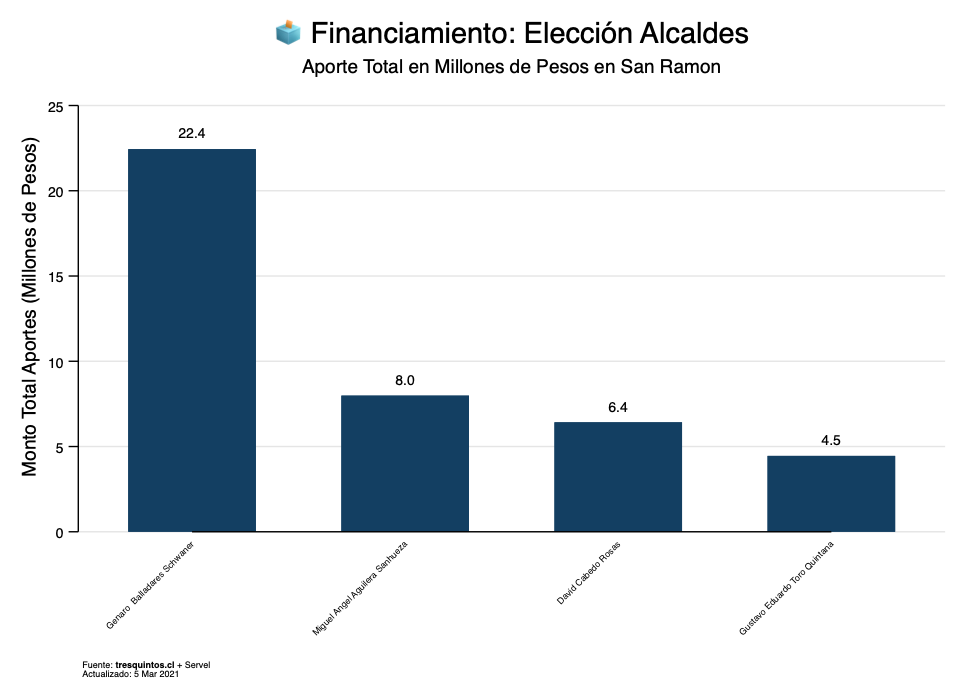 Financiamiento: Elección Alcaldes
Aporte Total en Millones de Pesos en San Ramon
Monto Total Aportes (Millones de Pesos)
25
20
15
10
5
0
22.4
8.0
6.4
4.5
Genaro Balladares Schwaner
Miguel Angel Aguilera Sanhueza
David Cabedo Rosas
Gustavo Eduardo Toro Quintana
Fuente: tresquintos.cl + Servel
Actualizado: 5 Mar 2021